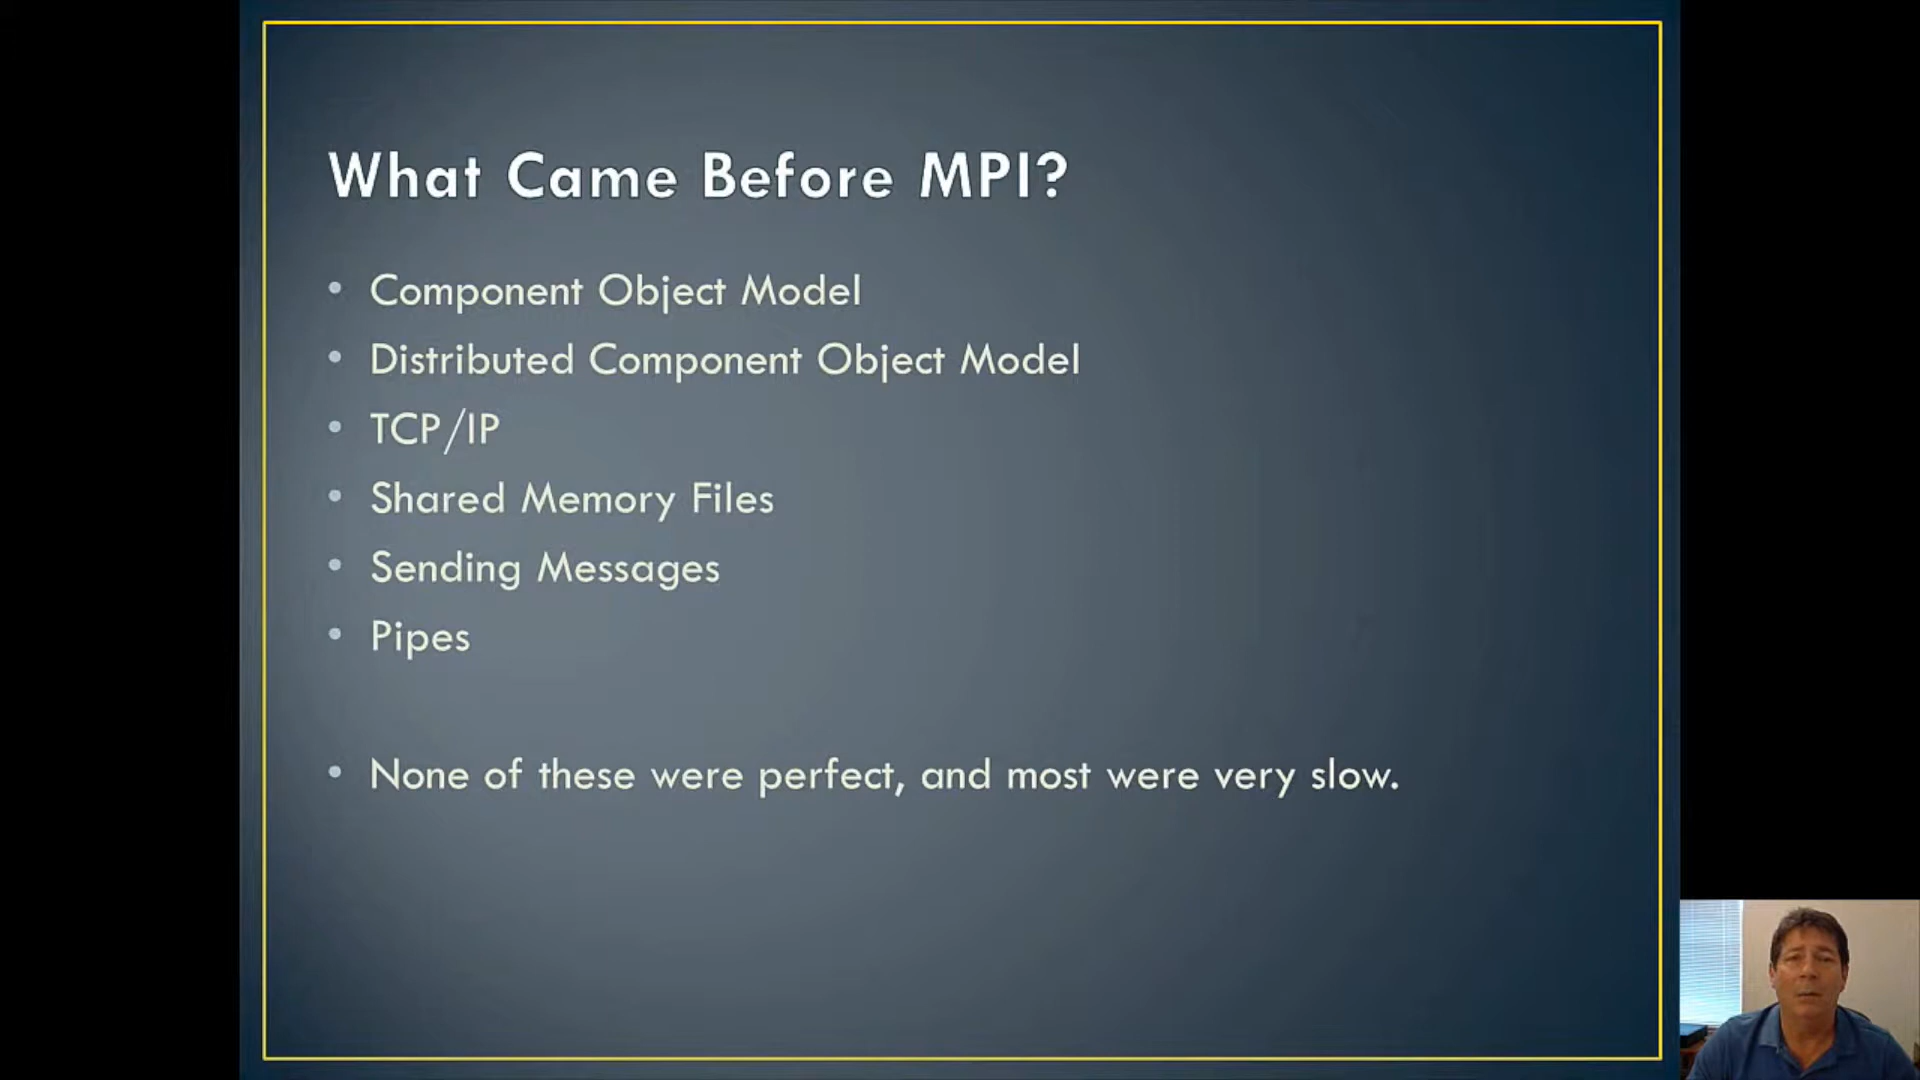 What Came Before MPI?
• Component Object Model
• Distributed Component Object Model
• TCP/IP
• Shared Memory Files
• Sending Messages
• Pipes
• None of these were perfect, and most were very slow.